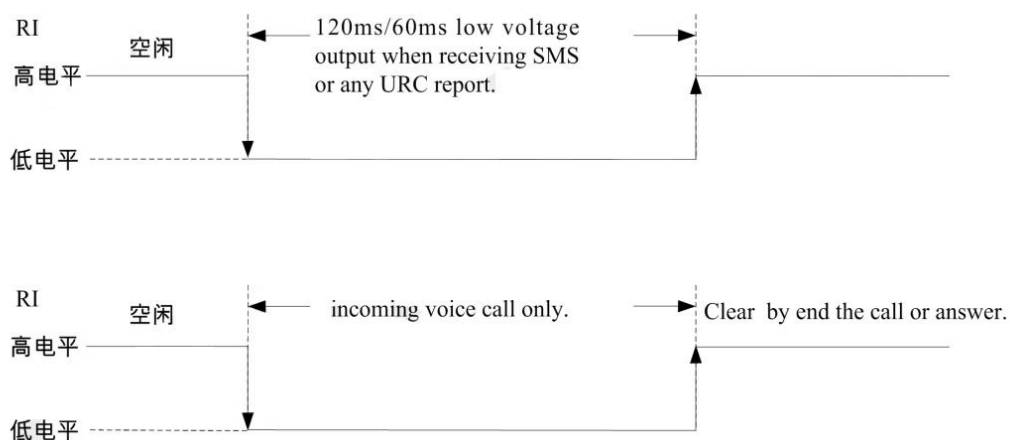 RI
空闲
120ms/60ms low voltage
output when receiving SMS
or any URC report.
高电平
低电平
RI
空闲
incoming voice call only.
Clear by end the call or answer.
高电平
低电平